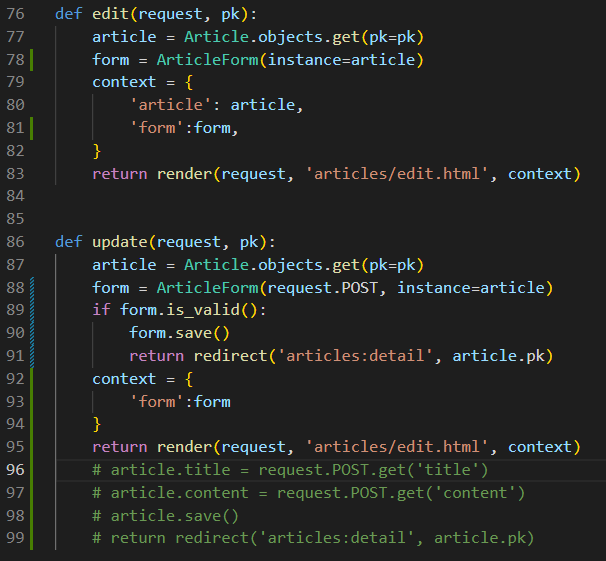 76 def edit(request, pk):
77     article = Article.objects.get(pk=pk)
78     form = ArticleForm(instance=article)
79     context = {
80         'article': article,
81         'form':form,
82     }
83     return render(request, 'articles/edit.html', context)
84
85
86 def update(request, pk):
87     article = Article.objects.get(pk=pk)
88     form = ArticleForm(request.POST, instance=article)
89     if form.is_valid():
90         form.save()
91         return redirect('articles:detail', article.pk)
92     context = {
93         'form':form
94     }
95     return render(request, 'articles/edit.html', context)
96     # article.title = request.POST.get('title')
97     # article.content = request.POST.get('content')
98     # article.save()
99     # return redirect('articles:detail', article.pk)